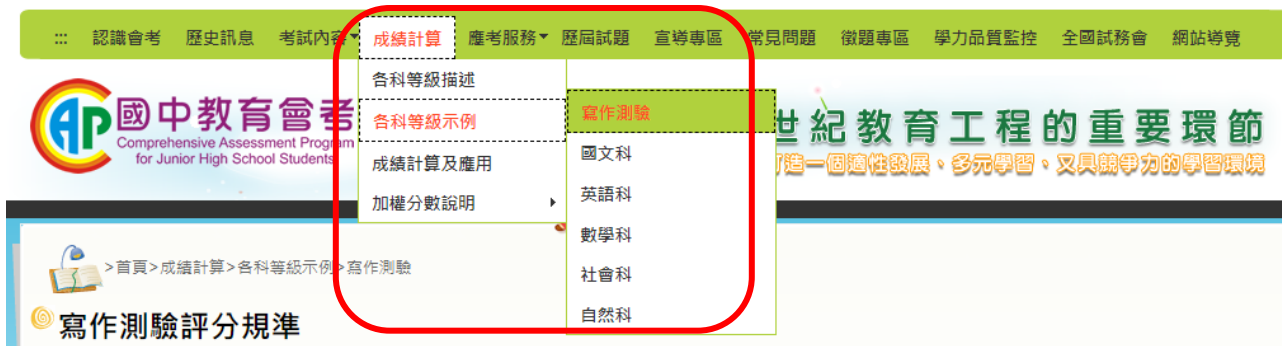 ::: 認識會考 歷史訊息 考試內容 成績計算 應考服務 歷屆試題 宣導專區 常見問題 徵題專區 學力品質監控 全國試務會 網站導覽
各科等級描述
各科等級示例
成績計算及應用
加權分數說明
寫作測驗
國文科
英語科
數學科
社會科
自然科
國中教育會考
Comprehensive Assessment Program
for Junior High School Students
世紀教育工程的重要環節
造一個適性發展、多元學習、又具競爭力的學習環境
>首頁>成績計算>各科等級示例>寫作測驗
寫作測驗評分規準